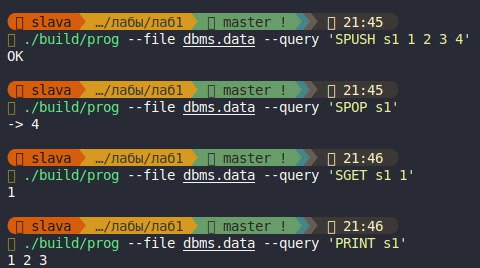 slava …/лабы/лаб1 master ! 21:45
./build/prog --file dbms.data --query 'SPUSH s1 1 2 3 4'
OK
slava …/лабы/лаб1 master ! 21:45
./build/prog --file dbms.data --query 'SPOP s1'
-> 4
slava …/лабы/лаб1 master ! 21:46
./build/prog --file dbms.data --query 'SGET s1 1'
1
slava …/лабы/лаб1 master ! 21:46
./build/prog --file dbms.data --query 'PRINT s1'
1 2 3